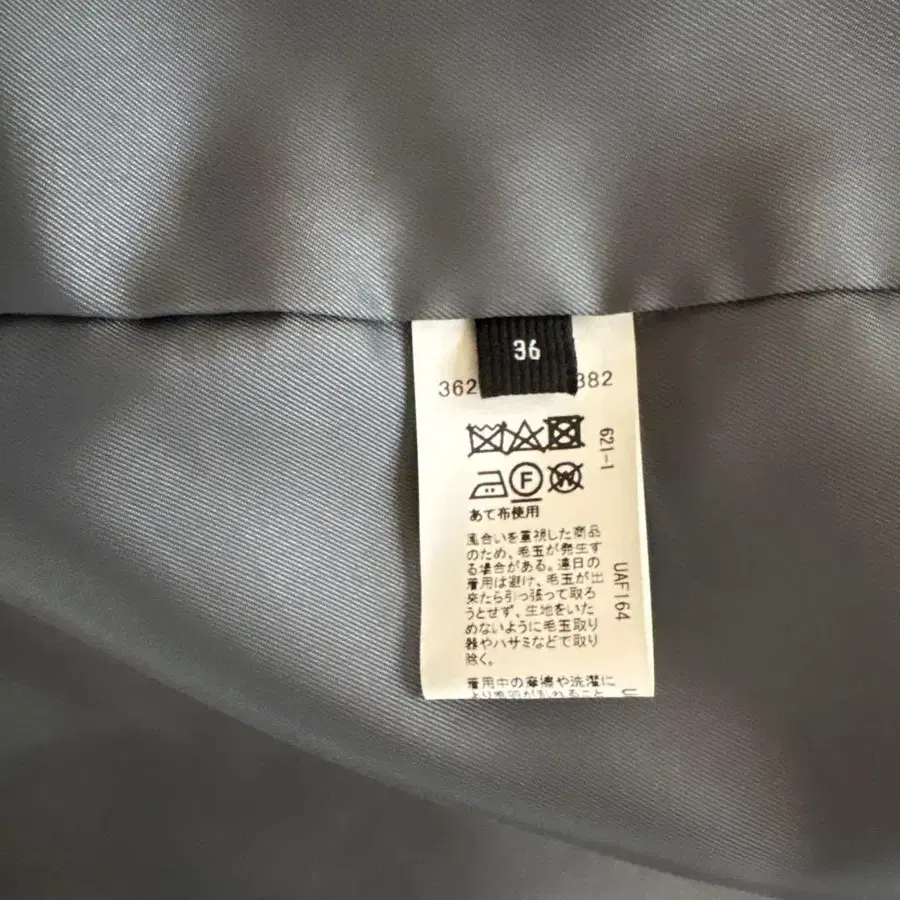 36
362
382
621-1
F
W
あて布使用
風合いを重視した商品
のため、毛玉が発生す
る場合がある。連日の
着用は避け、毛玉が出
来たら引っ張って取ろ
うとせず、生地をいた
めないように毛玉取り
器やハサミなどで取り
除く。
UAF164
着用中の摩擦や洗濯に